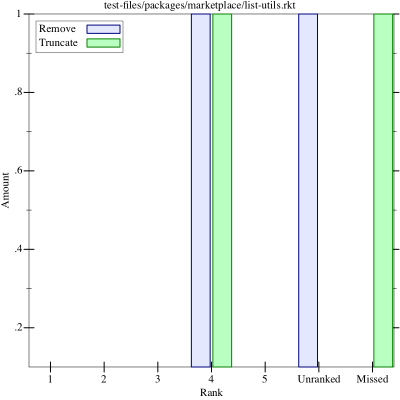 test-files/packages/marketplace/list-utils.rkt
Remove
Truncate
1
.8
.6
.4
.2
Amount
1 2 3 4 5 Unranked Missed
Rank